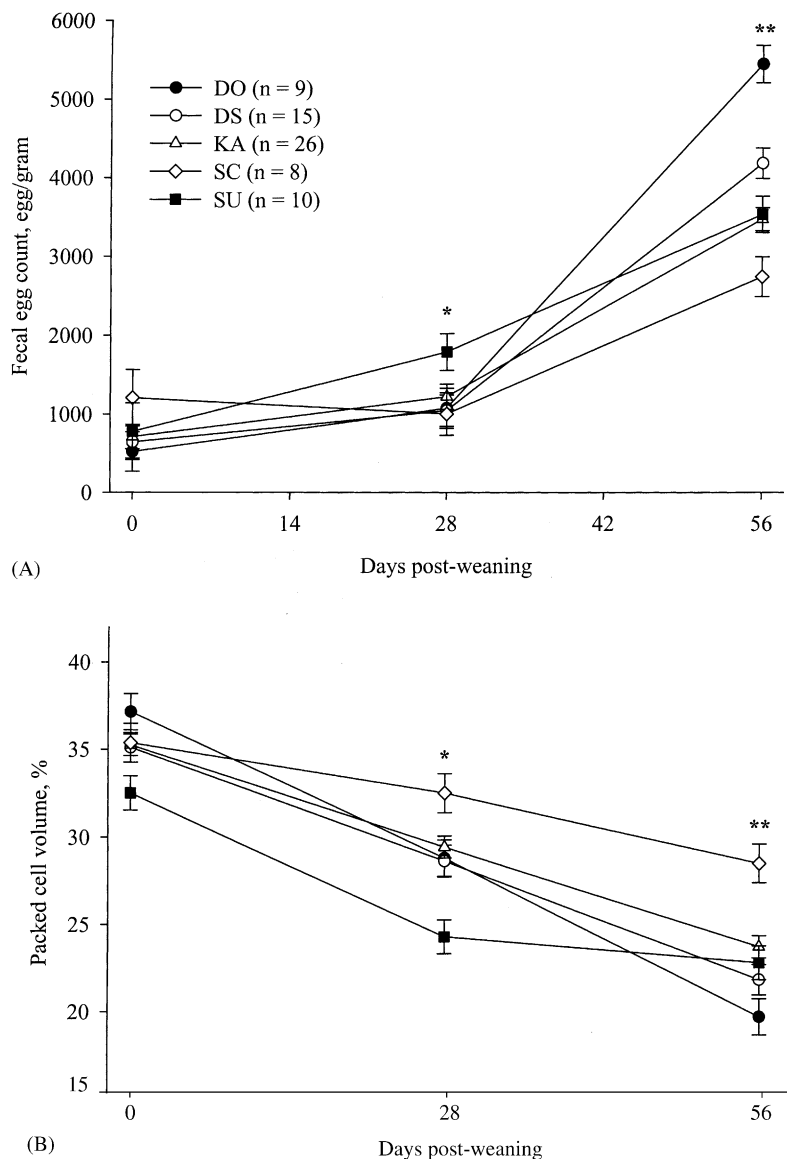 6000
5000
4000
3000
2000
1000
0
Fecal egg count, egg/gram
DO (n = 9)
DS (n = 15)
KA (n = 26)
SC (n = 8)
SU (n = 10)
*
**
0 14 28 42 56
Days post-weaning
(A)
40
35
30
25
20
15
Packed cell volume, %
*
**
0 28 56
Days post-weaning
(B)